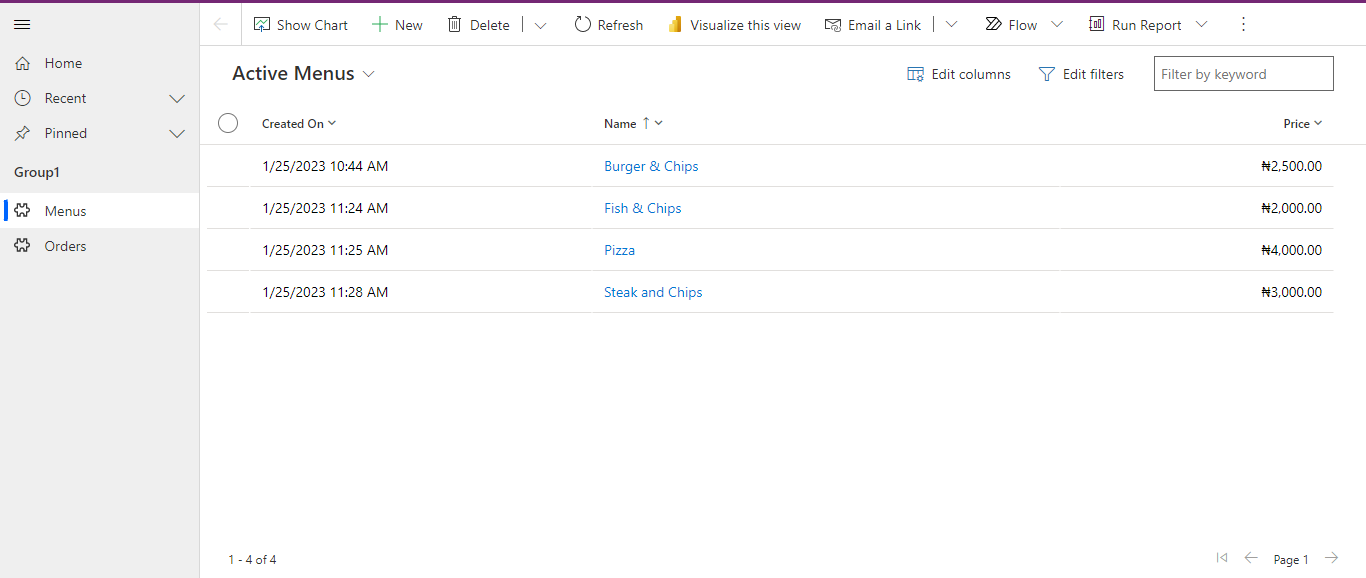 Show Chart New Delete Refresh Visualize this view Email a Link Flow Run Report
Home
Recent
Pinned
Group1
Menus
Orders
Active Menus Edit columns Edit filters Filter by keyword
Created On Name Price
1/25/2023 10:44 AM Burger & Chips ₦2,500.00
1/25/2023 11:24 AM Fish & Chips ₦2,000.00
1/25/2023 11:25 AM Pizza ₦4,000.00
1/25/2023 11:28 AM Steak and Chips ₦3,000.00
1 - 4 of 4 Page 1